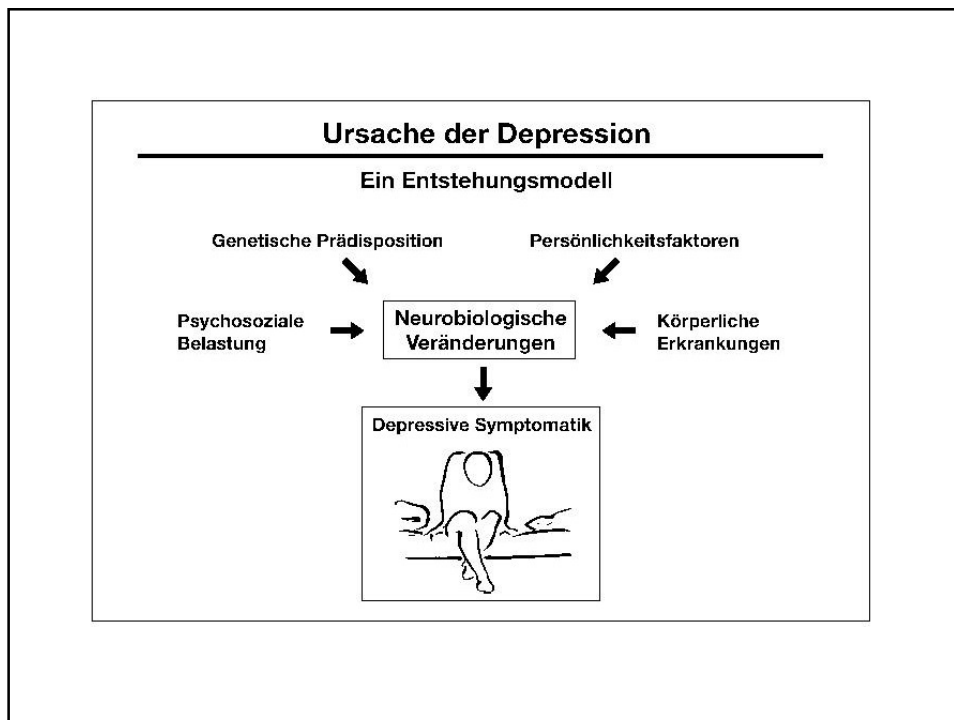 Ursache der Depression
Ein Entstehungsmodell
Genetische Prädisposition
Persönlichkeitsfaktoren
Psychosoziale
Belastung
Neurobiologische
Veränderungen
Körperliche
Erkrankungen
Depressive Symptomatik